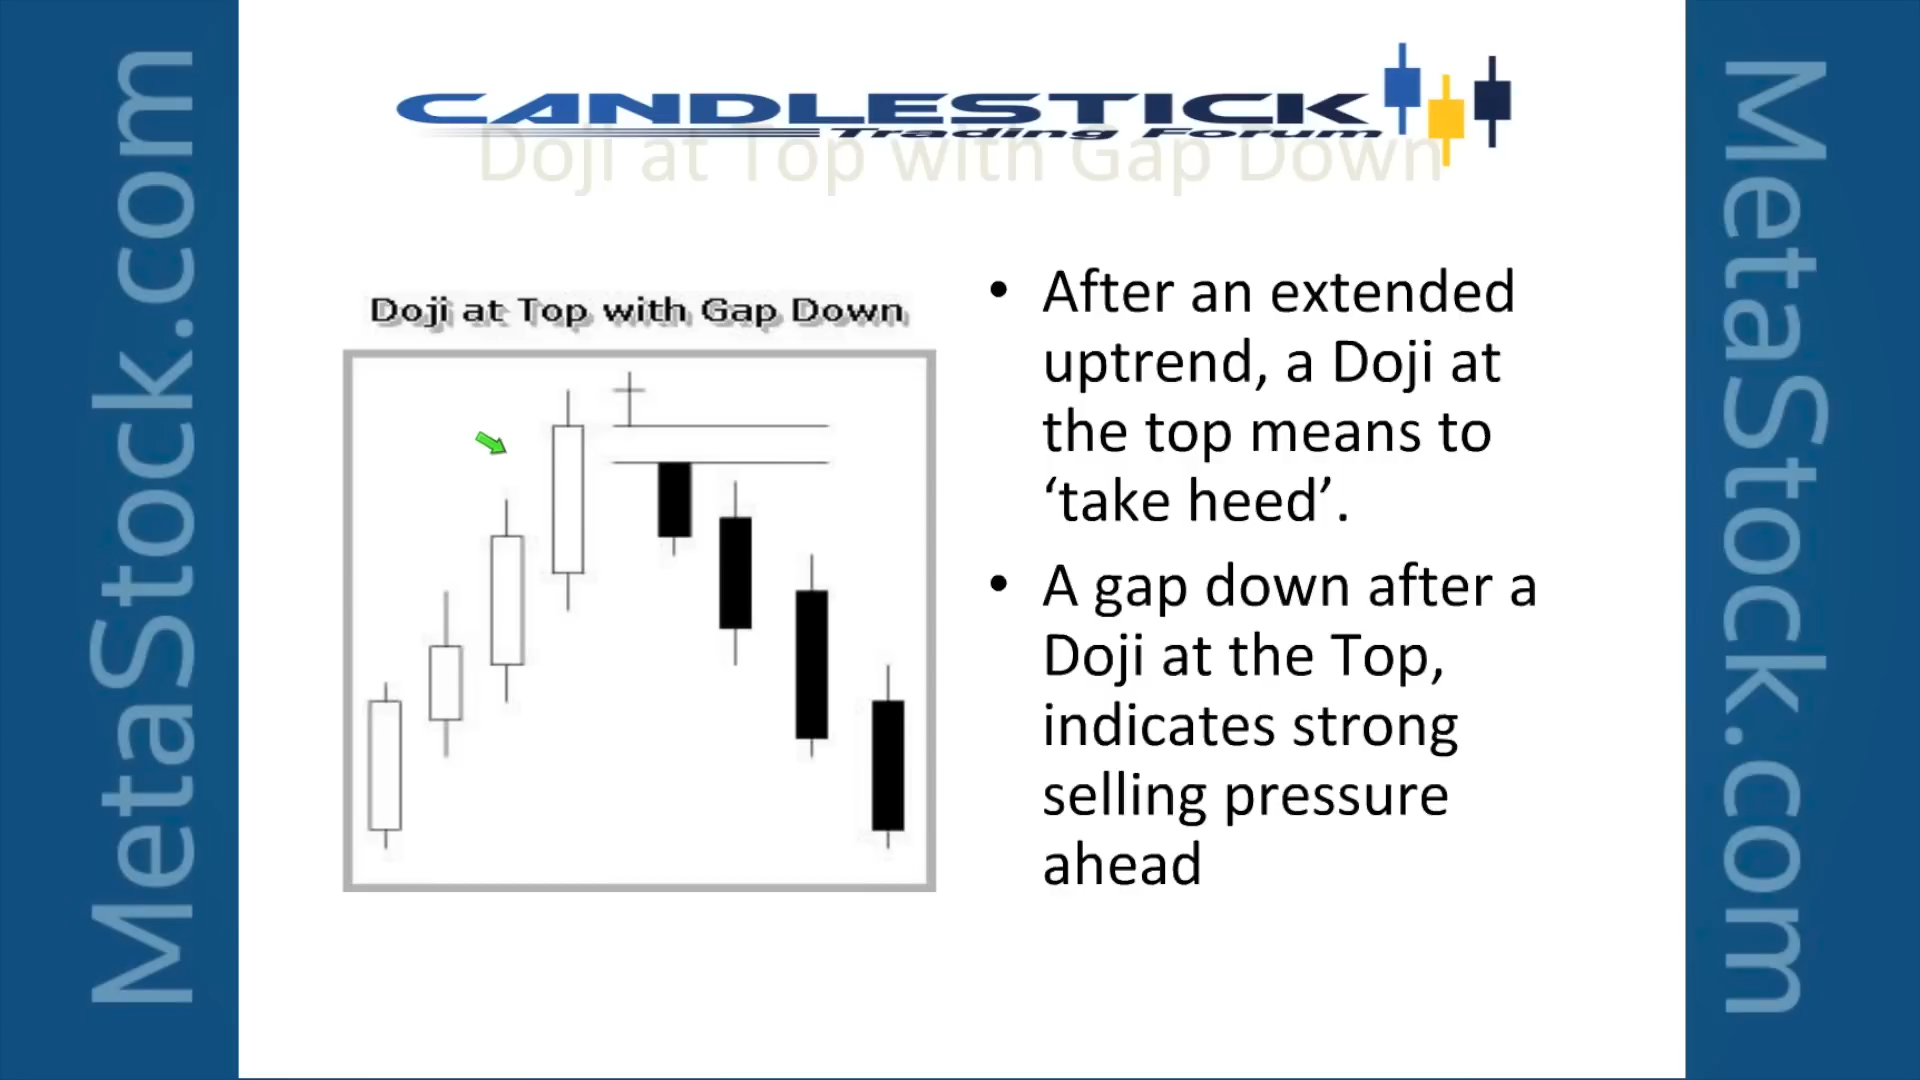 MetaStock.com
CANDLESTICK
Trading Forum
Doji at Top with Gap Down
Doji at Top with Gap Down
• After an extended
uptrend, a Doji at
the top means to
‘take heed’.
• A gap down after a
Doji at the Top,
indicates strong
selling pressure
ahead
MetaStock.com